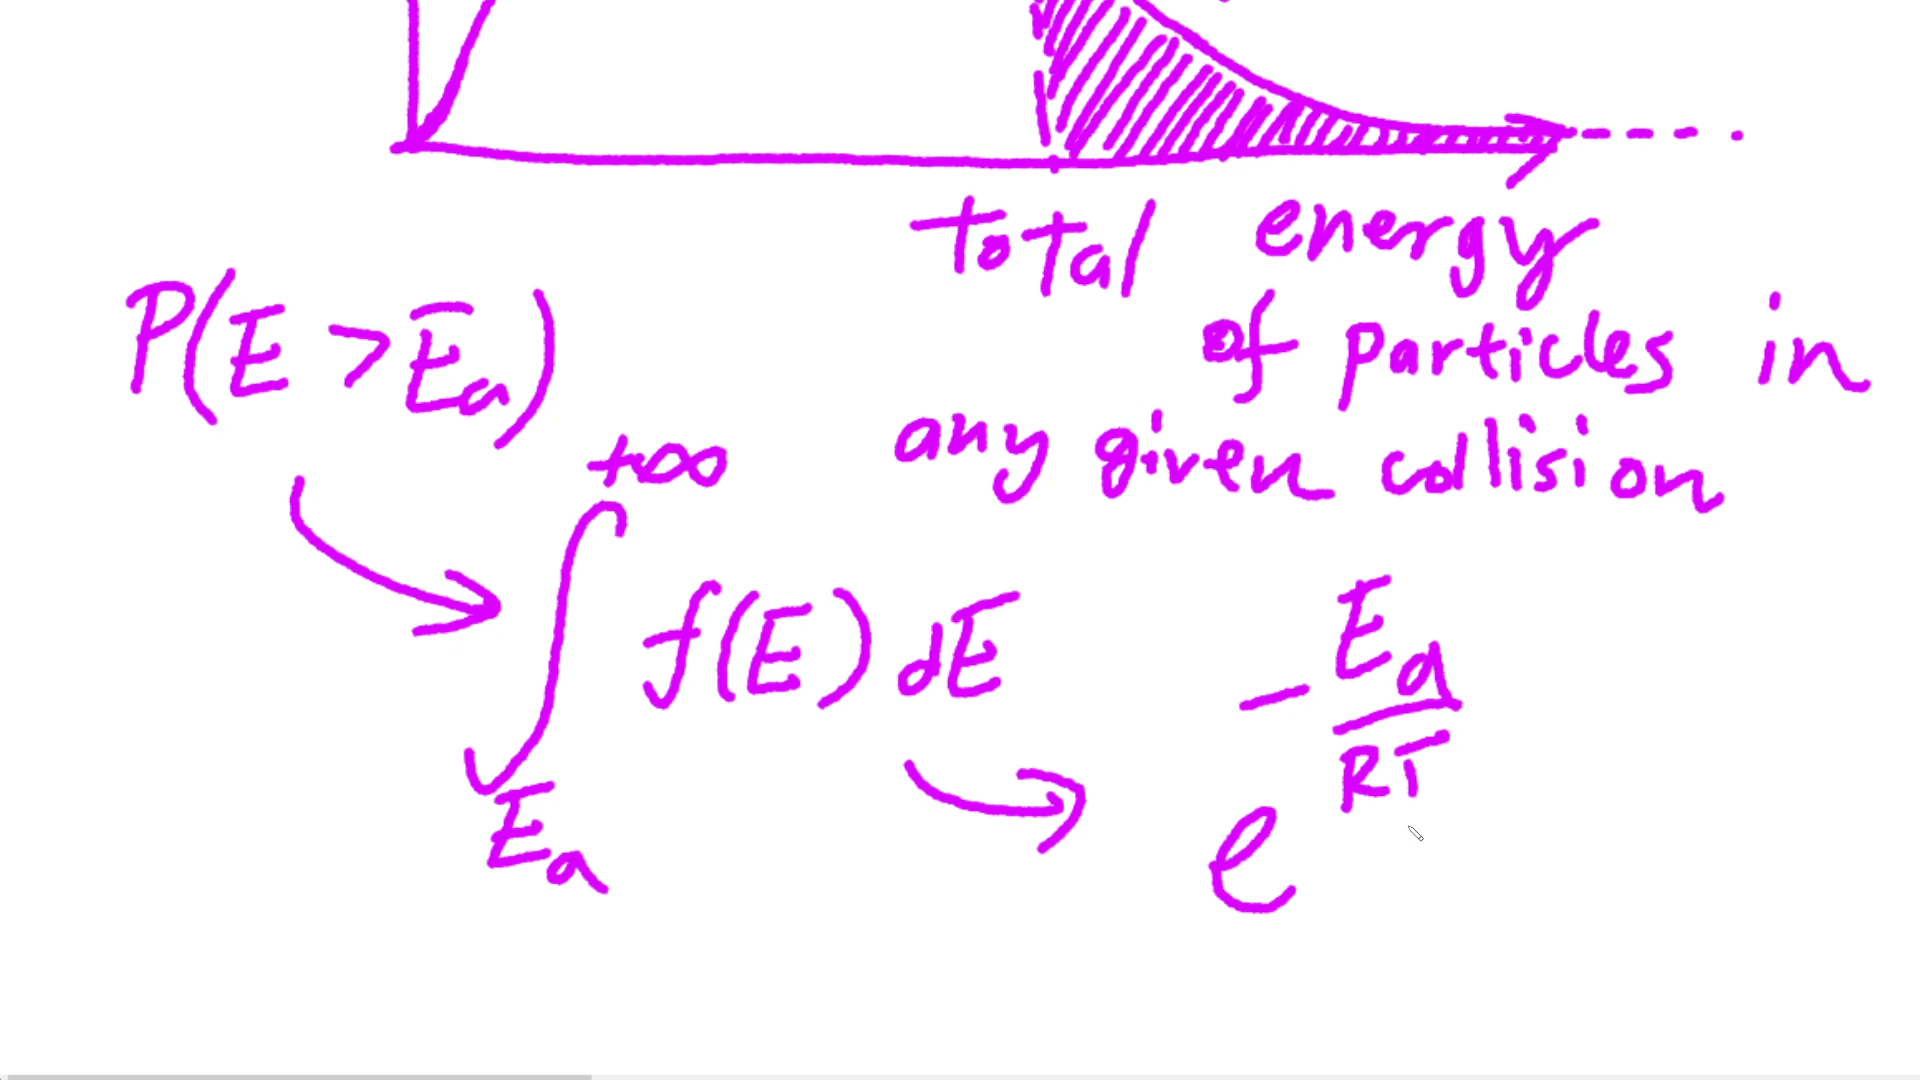 total energy
of particles in
any given collision
P(E > Ea)
∫_{Ea}^{+∞} f(E) dE
e^{-Ea/RT}